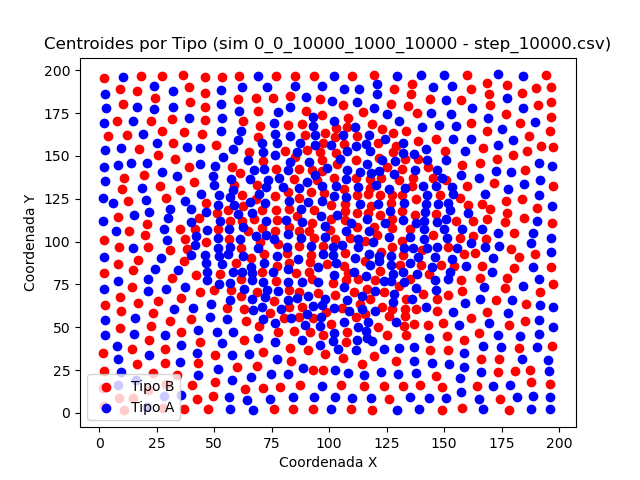 Centroides por Tipo (sim 0_0_10000_1000_10000 - step_10000.csv)
200
175
150
125
100
75
50
25
0
Coordenada Y
Tipo B
Tipo A
0 25 50 75 100 125 150 175 200
Coordenada X